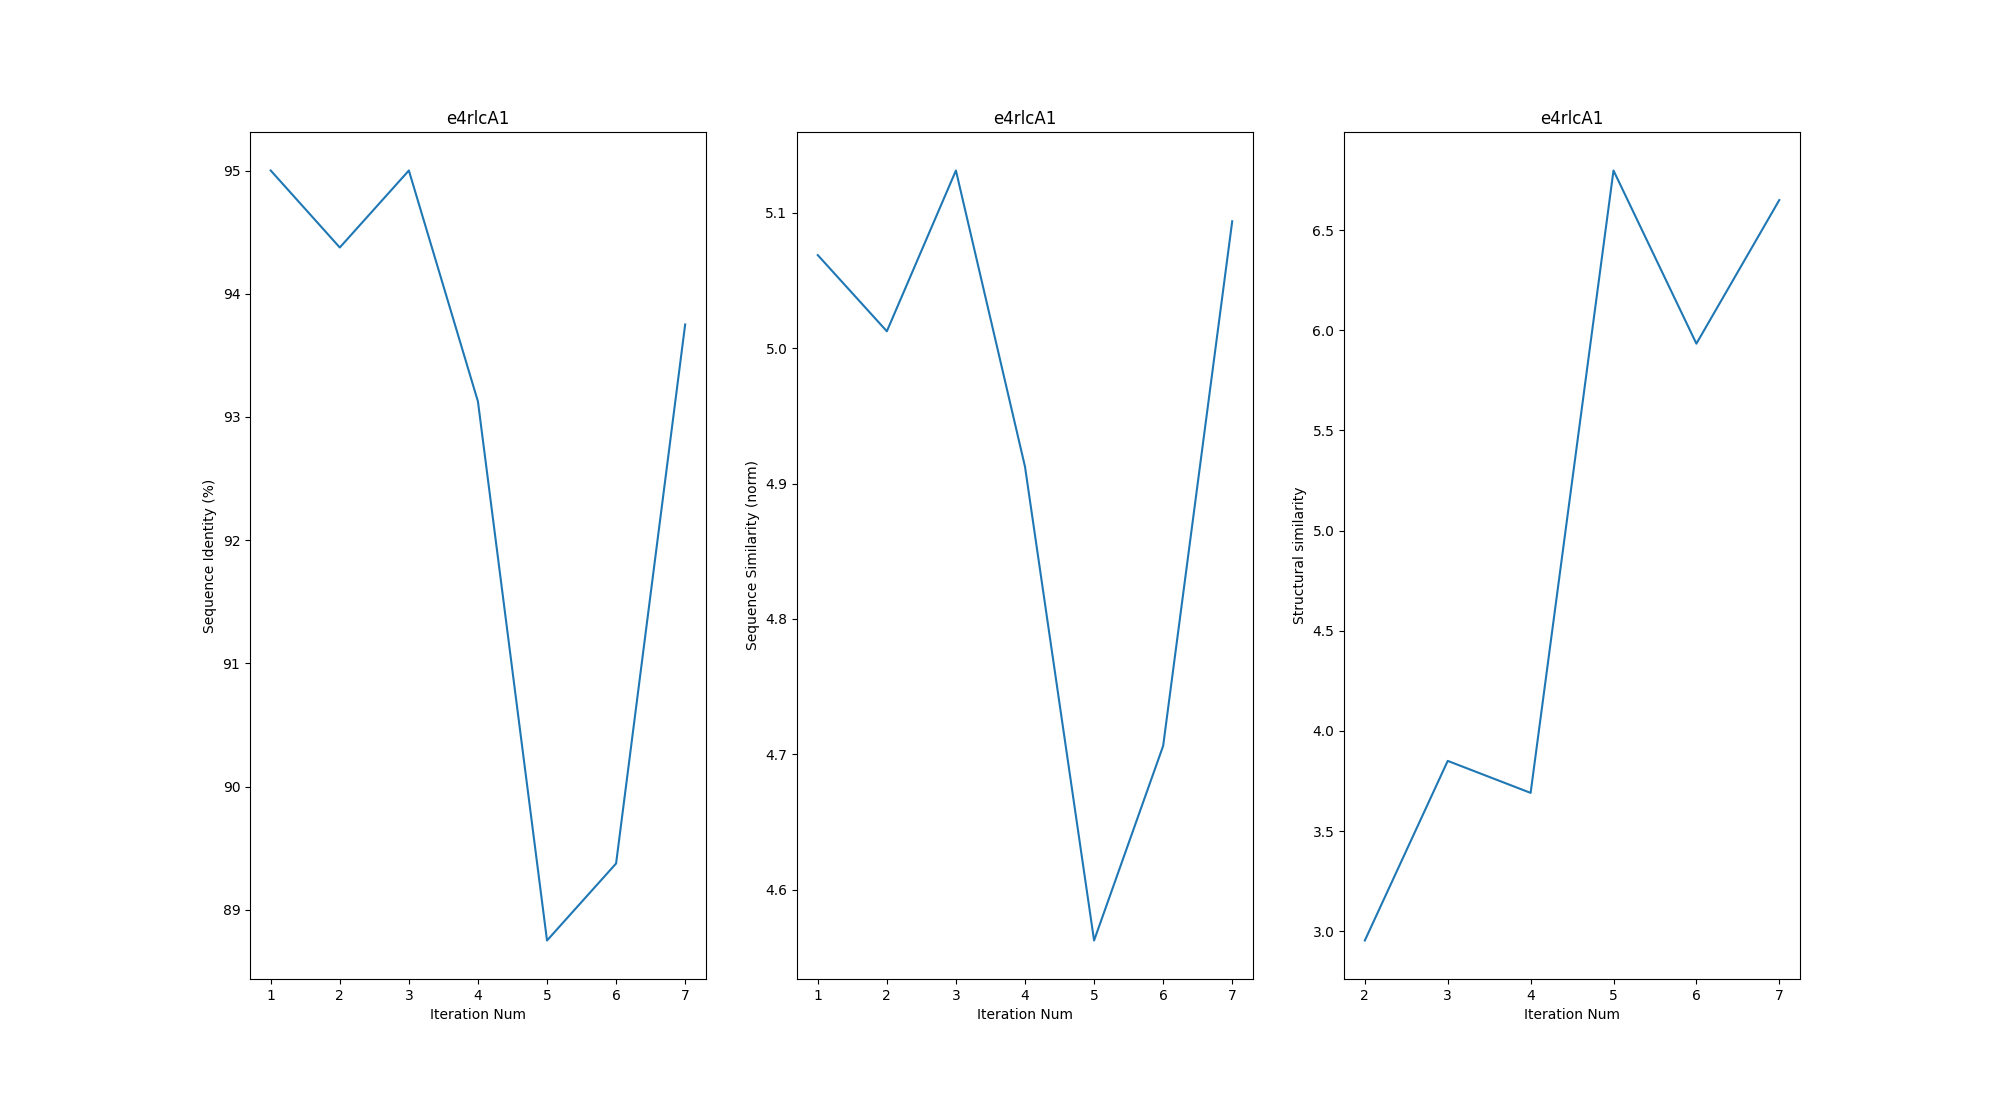 e4rlcA1
95
94
93
92
91
90
89
Sequence Identity (%)
1 2 3 4 5 6 7
Iteration Num
e4rlcA1
5.1
5.0
4.9
4.8
4.7
4.6
Sequence Similarity (norm)
1 2 3 4 5 6 7
Iteration Num
e4rlcA1
6.5
6.0
5.5
5.0
4.5
4.0
3.5
3.0
Structural similarity
2 3 4 5 6 7
Iteration Num